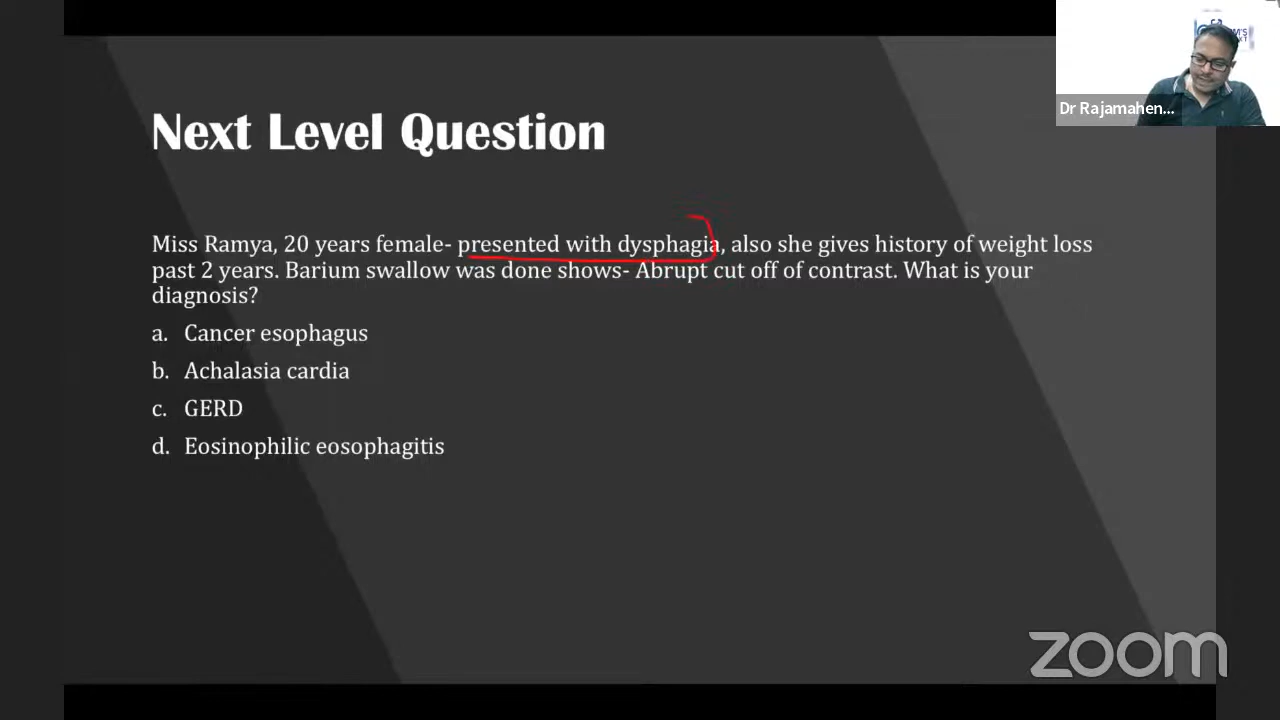 Dr Rajamahen...
Next Level Question
Miss Ramya, 20 years female- presented with dysphagia, also she gives history of weight loss
past 2 years. Barium swallow was done shows- Abrupt cut off of contrast. What is your
diagnosis?
a. Cancer esophagus
b. Achalasia cardia
c. GERD
d. Eosinophilic eosophagitis
zoom